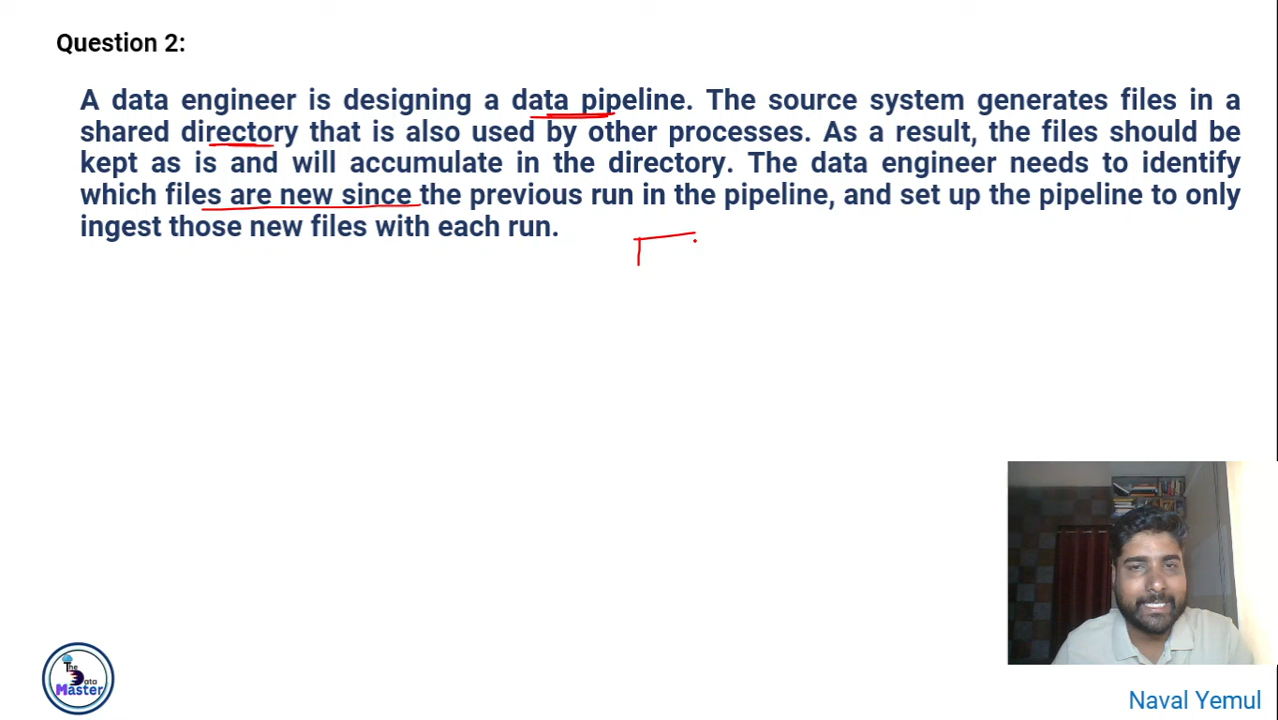 Question 2:
A data engineer is designing a data pipeline. The source system generates files in a
shared directory that is also used by other processes. As a result, the files should be
kept as is and will accumulate in the directory. The data engineer needs to identify
which files are new since the previous run in the pipeline, and set up the pipeline to only
ingest those new files with each run.
The
Data
Master
Naval Yemul